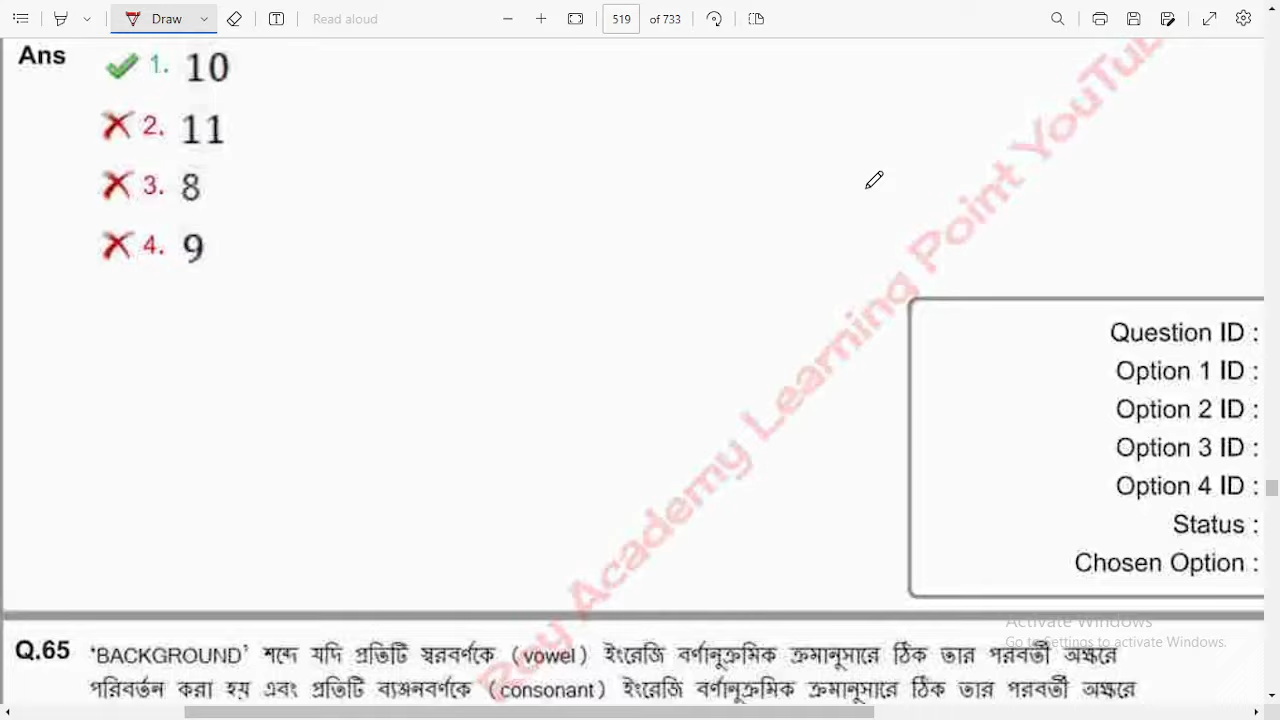 Draw
Read aloud
519 of 733
Ans
1. 10
2. 11
3. 8
4. 9
Ray Academy Learning Point YouTub
Question ID :
Option 1 ID :
Option 2 ID :
Option 3 ID :
Option 4 ID :
Status :
Chosen Option :
Activate Windows
Go to Settings to activate Windows.
Q.65 ‘BACKGROUND’ শব্দে যদি প্রতিটি স্বরবর্ণকে (vowel) ইংরেজি বর্ণানুক্রমিক ক্রমানুসারে ঠিক তার পরবর্তী অক্ষরে
পরিবর্তন করা হয় এবং প্রতিটি ব্যঞ্জনবর্ণকে (consonant) ইংরেজি বর্ণানুক্রমিক ক্রমানুসারে ঠিক তার পরবর্তী অক্ষরে